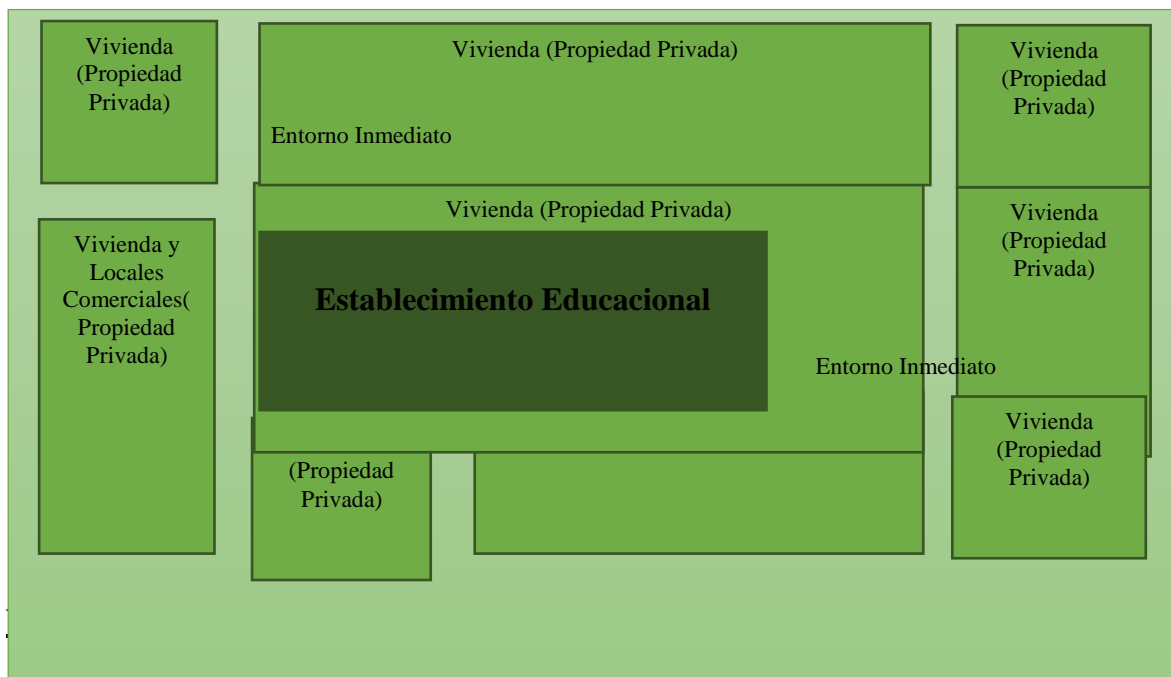 Vivienda
(Propiedad
Privada)
Vivienda (Propiedad Privada)
Entorno Inmediato
Vivienda
(Propiedad
Privada)
Vivienda (Propiedad Privada)
Vivienda
(Propiedad
Privada)
Vivienda y
Locales
Comerciales(
Propiedad
Privada)
Establecimiento Educacional
Entorno Inmediato
Vivienda
(Propiedad
Privada)
(Propiedad
Privada)